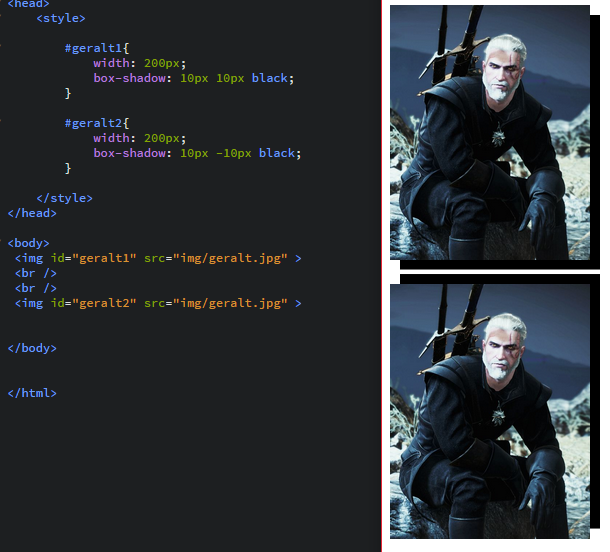 <head>
<style>
#geralt1{
width: 200px;
box-shadow: 10px 10px black;
}
#geralt2{
width: 200px;
box-shadow: 10px -10px black;
}
</style>
</head>
<body>
<img id="geralt1" src="img/geralt.jpg" >
<br />
<br />
<img id="geralt2" src="img/geralt.jpg" >
</body>
</html>